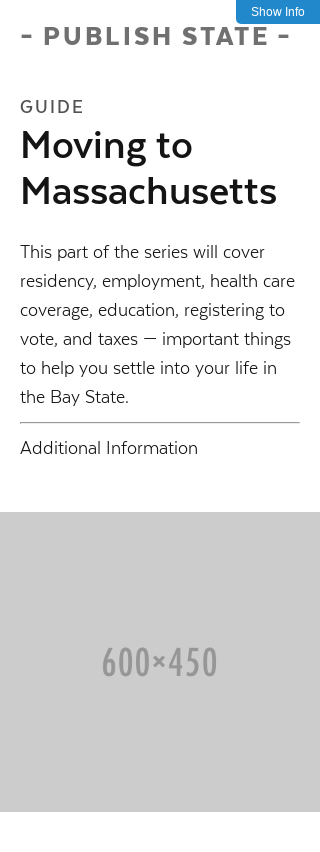 Show Info
– PUBLISH STATE –
GUIDE
Moving to
Massachusetts
This part of the series will cover
residency, employment, health care
coverage, education, registering to
vote, and taxes — important things
to help you settle into your life in
the Bay State.
Additional Information
600×450